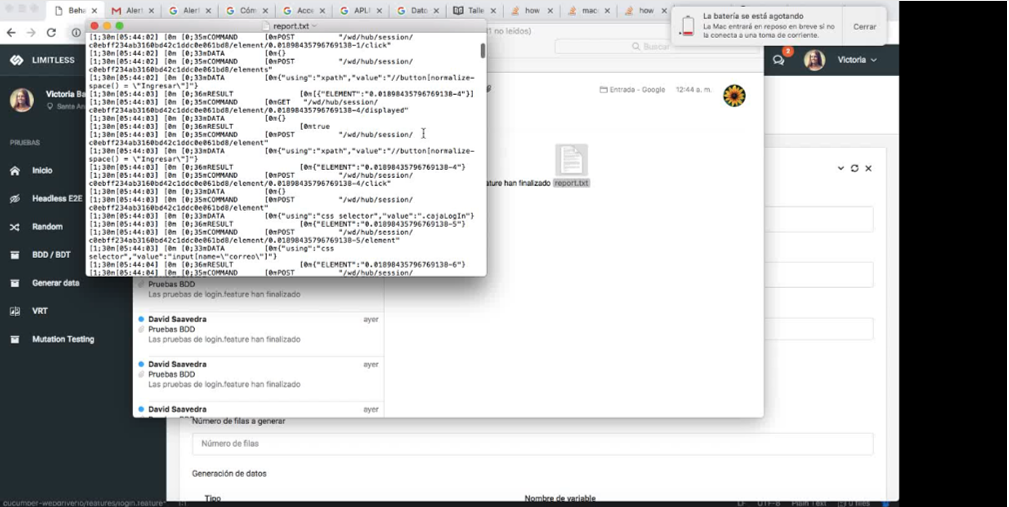 Beha
Alert
Alert
Cóm
Acce
APLI
Dato
Talle
how
mac
how
report.txt
1 no leídos)
La batería se está agotando
La Mac entrará en reposo en breve si no
la conecta a una toma de corriente.
Cerrar
LIMITLESS
Buscar
3
Victoria
Victoria Ba
Santa An
PRUEBAS
Inicio
Headless E2E
Random
BDD / BDT
Generar data
VRT
Mutation Testing
[1;30m[05:44:02] [0m [0;35mCOMMAND [0mPOST "/wd/hub/session/
c0ebff234ab3160bd42c1ddc0e061bd8/element/0.01898435796769138-1/click"
[1;30m[05:44:02] [0m [0;33mDATA [0m{}
[1;30m[05:44:02] [0m [0;35mCOMMAND [0mPOST "/wd/hub/session/
c0ebff234ab3160bd42c1ddc0e061bd8/elements"
[1;30m[05:44:02] [0m [0;33mDATA [0m{"using":"xpath","value":"//button[normalize-
space() = \"Ingresar\"]"}
[1;30m[05:44:03] [0m [0;36mRESULT [0m[{"ELEMENT":"0.01898435796769138-4"}]
[1;30m[05:44:03] [0m [0;35mCOMMAND [0mGET "/wd/hub/session/
c0ebff234ab3160bd42c1ddc0e061bd8/element/0.01898435796769138-4/displayed"
[1;30m[05:44:03] [0m [0;33mDATA [0m{}
[1;30m[05:44:03] [0m [0;36mRESULT [0mtrue
[1;30m[05:44:03] [0m [0;35mCOMMAND [0mPOST "/wd/hub/session/
c0ebff234ab3160bd42c1ddc0e061bd8/element"
[1;30m[05:44:03] [0m [0;33mDATA [0m{"using":"xpath","value":"//button[normalize-
space() = \"Ingresar\"]"}
[1;30m[05:44:03] [0m [0;36mRESULT [0m{"ELEMENT":"0.01898435796769138-4"}
[1;30m[05:44:03] [0m [0;35mCOMMAND [0mPOST "/wd/hub/session/
c0ebff234ab3160bd42c1ddc0e061bd8/element/0.01898435796769138-4/click"
[1;30m[05:44:03] [0m [0;33mDATA [0m{}
[1;30m[05:44:03] [0m [0;35mCOMMAND [0mPOST "/wd/hub/session/
c0ebff234ab3160bd42c1ddc0e061bd8/element"
[1;30m[05:44:03] [0m [0;33mDATA [0m{"using":"css selector","value":".cajaLogIn"}
[1;30m[05:44:03] [0m [0;36mRESULT [0m{"ELEMENT":"0.01898435796769138-5"}
[1;30m[05:44:03] [0m [0;35mCOMMAND [0mPOST "/wd/hub/session/
c0ebff234ab3160bd42c1ddc0e061bd8/element/0.01898435796769138-5/element"
[1;30m[05:44:03] [0m [0;33mDATA [0m{"using":"css
selector","value":"input[name=\"correo\"]"}
[1;30m[05:44:04] [0m [0;36mRESULT [0m{"ELEMENT":"0.01898435796769138-6"}
[1;30m[05:44:04] [0m [0;35mCOMMAND [0mPOST "/wd/hub/session/
Entrada - Google 12:44 a. m.
ature han finalizado report.txt
Pruebas BDD
Las pruebas de login.feature han finalizado
David Saavedra ayer
Pruebas BDD
Las pruebas de login.feature han finalizado
David Saavedra ayer
Pruebas BDD
Las pruebas de login.feature han finalizado
David Saavedra ayer
Pruebas BDD
Número de filas a generar
Número de filas
Generación de datos
Tipo Nombre de variable
cucumber-webdriverio/features/login.feature 1:1 LF UTF-8 Plain Text 0 files